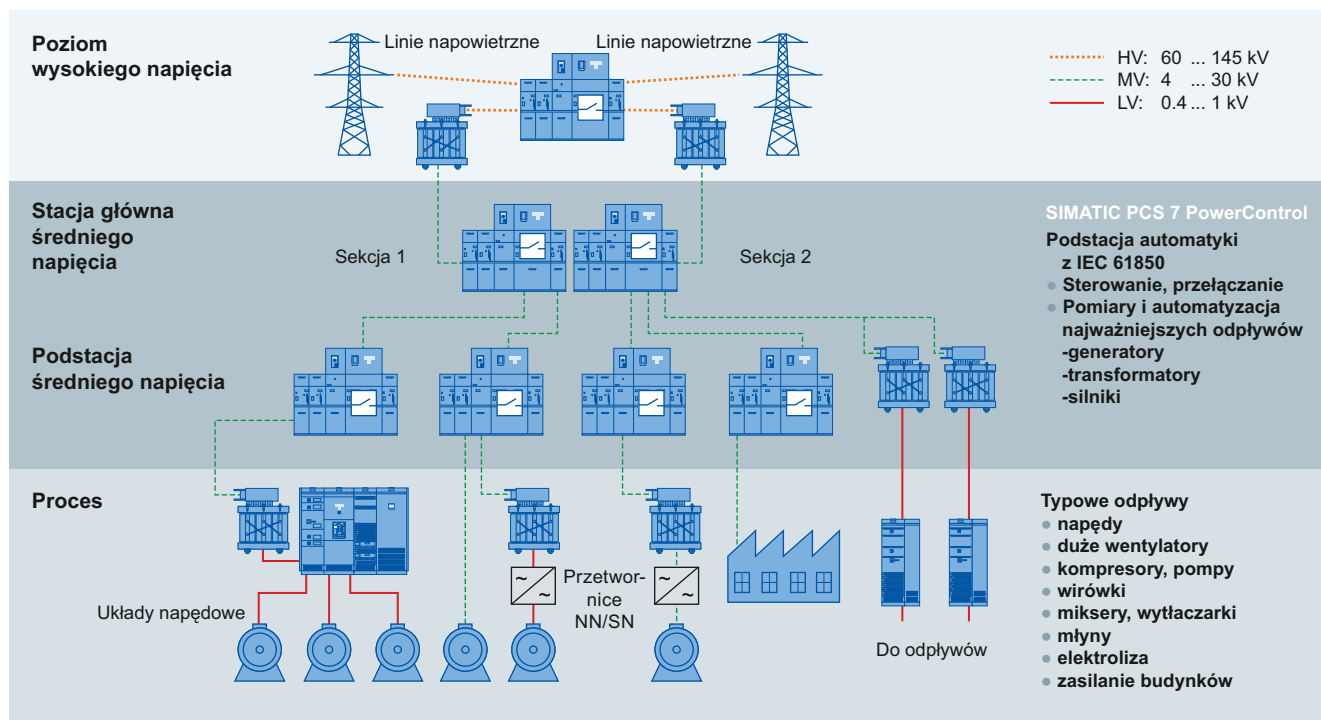 Poziom
wysokiego napięcia
Linie napowietrzne
Linie napowietrzne
HV: 60 ... 145 kV
MV: 4 ... 30 kV
LV: 0.4 ... 1 kV
Stacja główna
średniego
napięcia
Sekcja 1
Sekcja 2
SIMATIC PCS 7 PowerControl
Podstacja automatyki
z IEC 61850
Sterowanie, przełączanie
Pomiary i automatyzacja
najważniejszych odpływów
-generatory
-transformatory
-silniki
Podstacja
średniego napięcia
Proces
Układy napędowe
Przetwor-
nice
NN/SN
Do odpływów
Typowe odpływy
napędy
duże wentylatory
kompresory, pompy
wirówki
miksery, wytłaczarki
młyny
elektroliza
zasilanie budynków